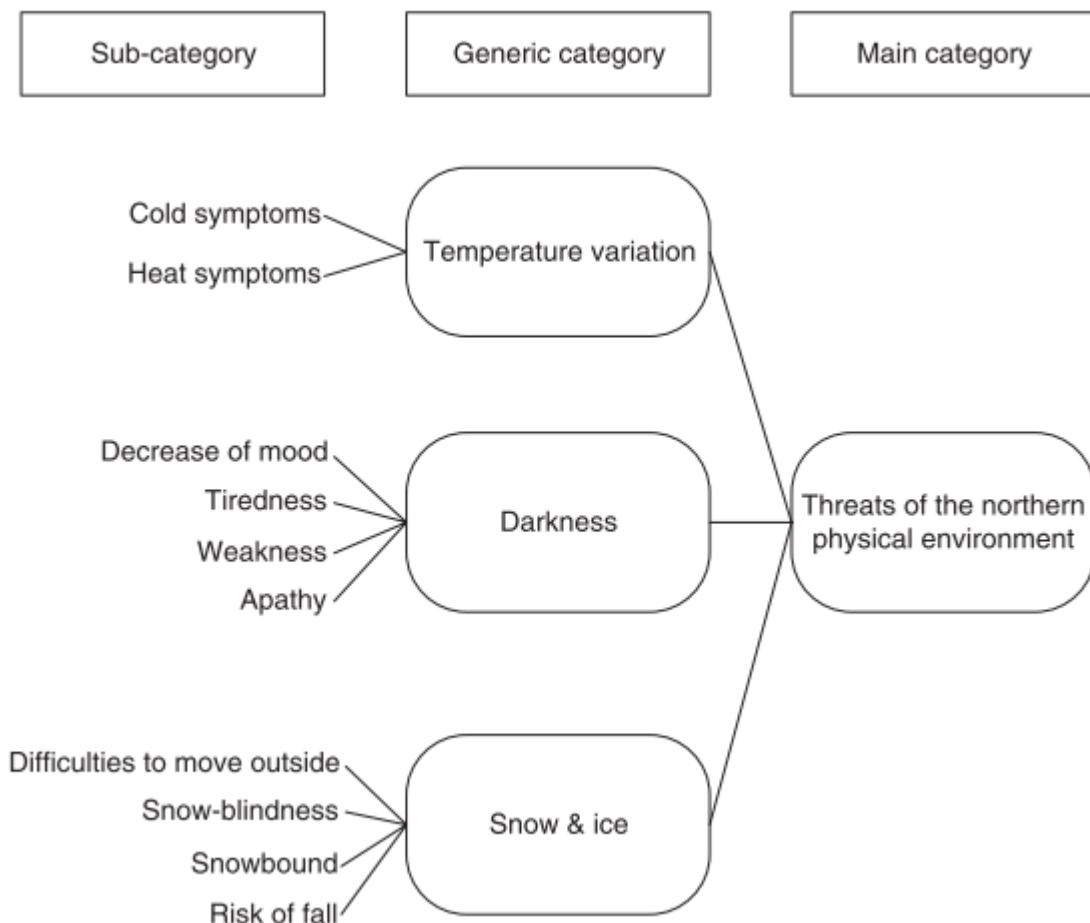 Sub-category
Generic category
Main category
Cold symptoms
Heat symptoms
Temperature variation
Decrease of mood
Tiredness
Weakness
Apathy
Darkness
Threats of the northern
physical environment
Difficulties to move outside
Snow-blindness
Snowbound
Risk of fall
Snow & ice